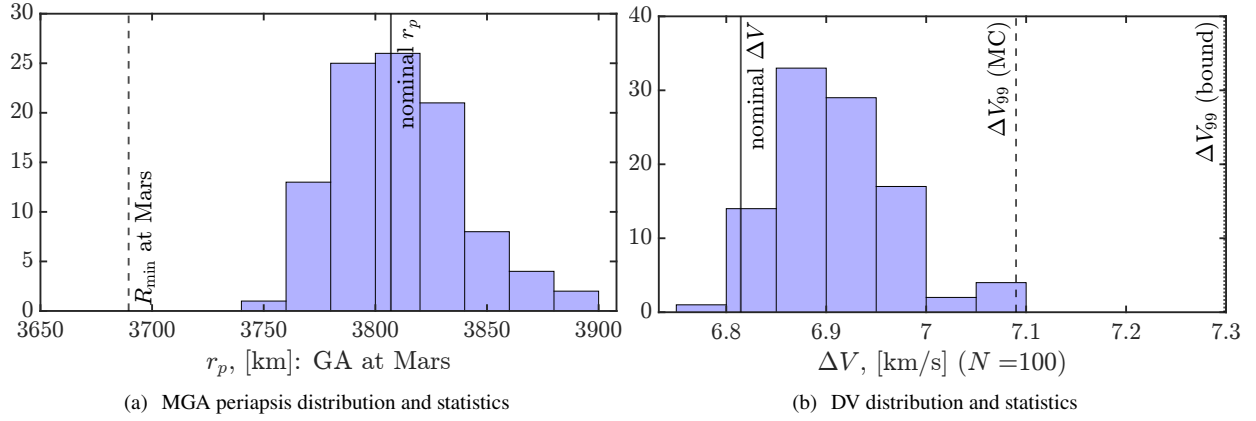 30
25
20
15
10
5
0
R_min at Mars
nominal r_p
3650 3700 3750 3800 3850 3900
r_p, [km]: GA at Mars
(a) MGA periapsis distribution and statistics
40
30
20
10
0
nominal ΔV
ΔV_99 (MC)
ΔV_99 (bound)
6.8 6.9 7 7.1 7.2 7.3
ΔV, [km/s] (N =100)
(b) DV distribution and statistics